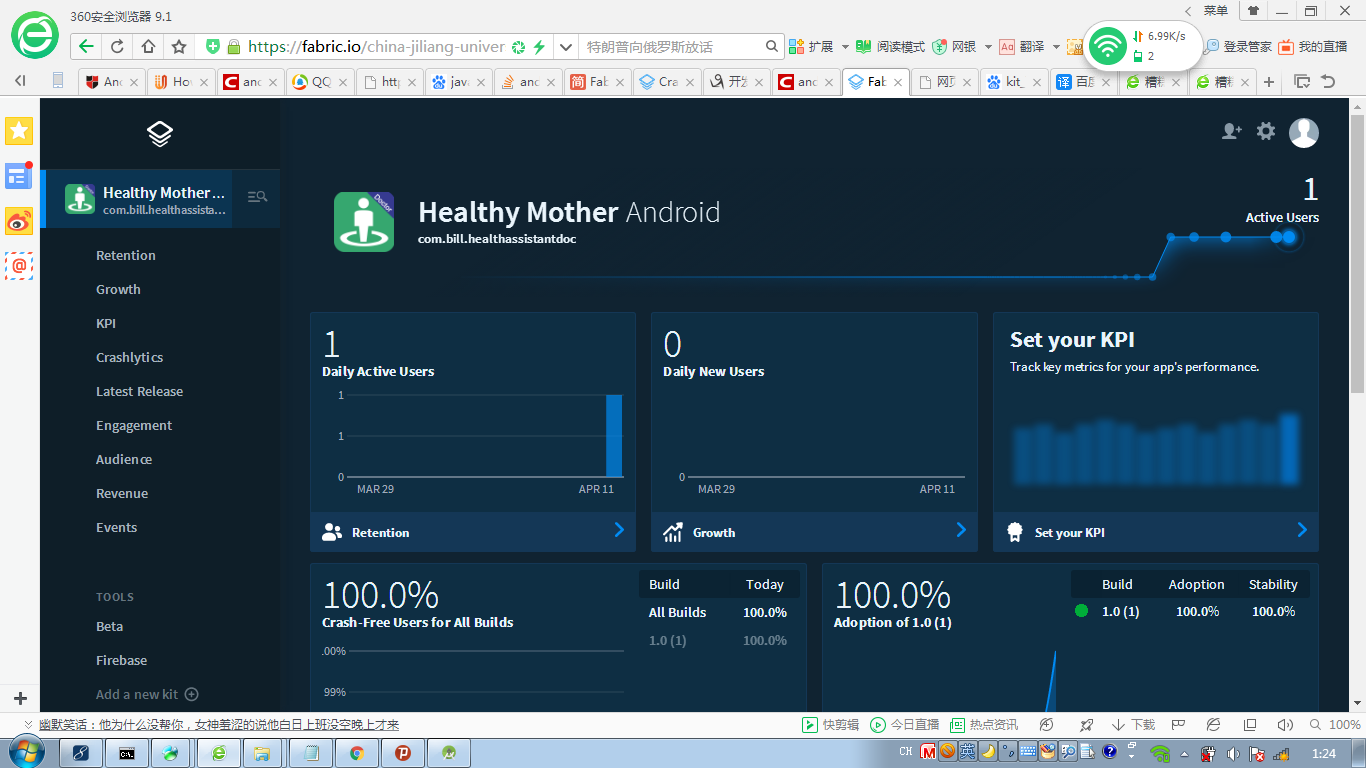 360安全浏览器 9.1
菜单
https://fabric.io/china-jiliang-univer
特朗普向俄罗斯放话
扩展
阅读模式
网银
翻译
6.99K/s
2
登录管家
我的直播
And
Hov
anc
QQ
http
java
anc
Fab
Cra
开发
anc
Fab
网页
kit_
百度
糟糕
糟糕
Healthy Mother...
com.bill.healthassista...
Retention
Growth
KPI
Crashlytics
Latest Release
Engagement
Audience
Revenue
Events
TOOLS
Beta
Firebase
Add a new kit
Doctor
Healthy Mother Android
com.bill.healthassistantdoc
1
Active Users
1
Daily Active Users
1
1
0
MAR 29
APR 11
Retention
0
Daily New Users
0
MAR 29
APR 11
Growth
Set your KPI
Track key metrics for your app's performance.
Set your KPI
100.0%
Crash-Free Users for All Builds
.00%
99%
Build Today
All Builds 100.0%
1.0 (1) 100.0%
100.0%
Adoption of 1.0 (1)
Build Adoption Stability
1.0 (1) 100.0% 100.0%
幽默笑话：他为什么没帮你，女神羞涩的说他白日上班没空晚上才来
快剪辑
今日直播
热点资讯
下载
100%
CH
英
1:24